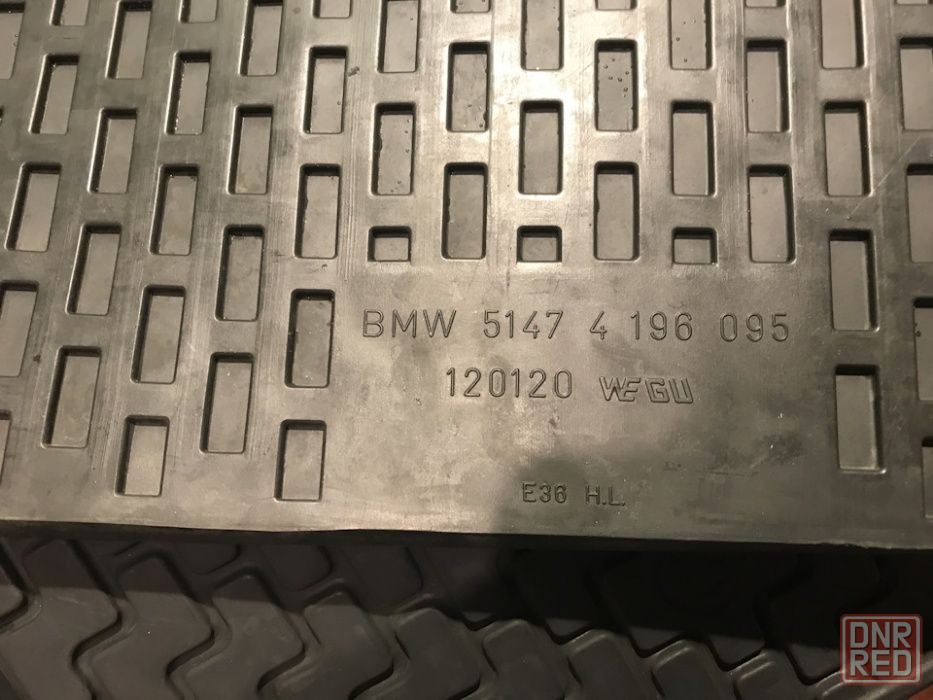 BMW 5147 4 196 095
120120 WEGU
E36 H.L.
DNR
RED